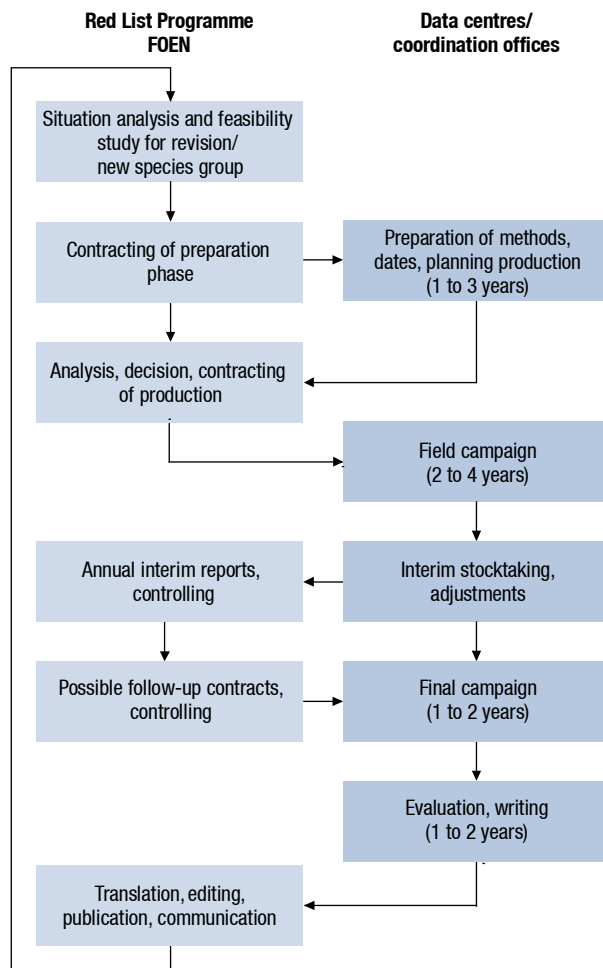 Red List Programme
FOEN
Data centres/
coordination offices
Situation analysis and feasibility
study for revision/
new species group
Contracting of preparation
phase
Preparation of methods,
dates, planning production
(1 to 3 years)
Analysis, decision, contracting
of production
Field campaign
(2 to 4 years)
Annual interim reports,
controlling
Interim stocktaking,
adjustments
Possible follow-up contracts,
controlling
Final campaign
(1 to 2 years)
Evaluation, writing
(1 to 2 years)
Translation, editing,
publication, communication